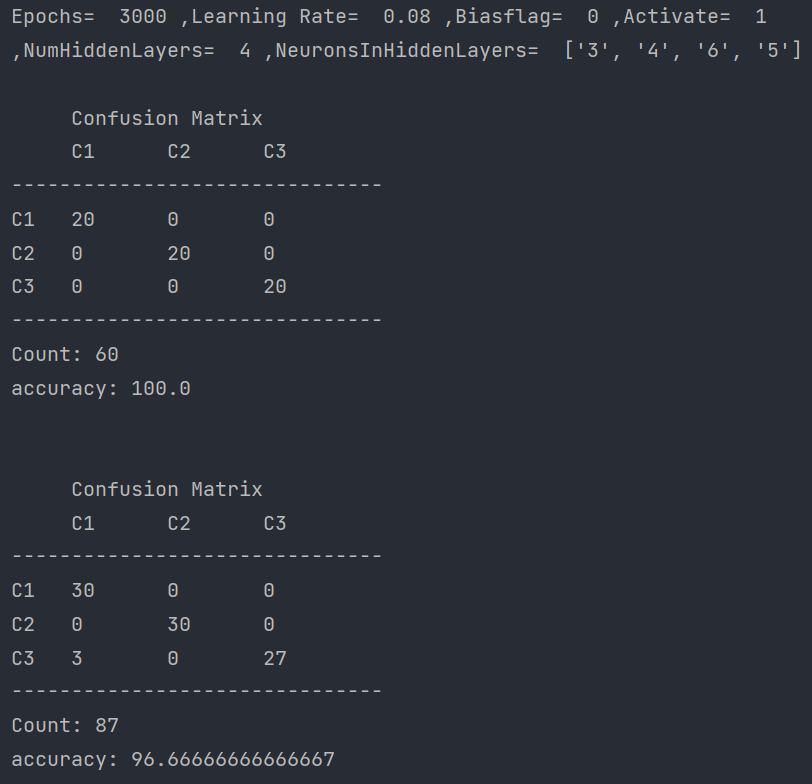 Epochs=  3000 ,Learning Rate=  0.08 ,Biasflag=  0 ,Activate=  1
,NumHiddenLayers=  4 ,NeuronsInHiddenLayers=  ['3', '4', '6', '5']
     Confusion Matrix
     C1      C2      C3
-------------------------------
C1   20      0       0
C2   0       20      0
C3   0       0       20
-------------------------------
Count: 60
accuracy: 100.0
     Confusion Matrix
     C1      C2      C3
-------------------------------
C1   30      0       0
C2   0       30      0
C3   3       0       27
-------------------------------
Count: 87
accuracy: 96.66666666666667